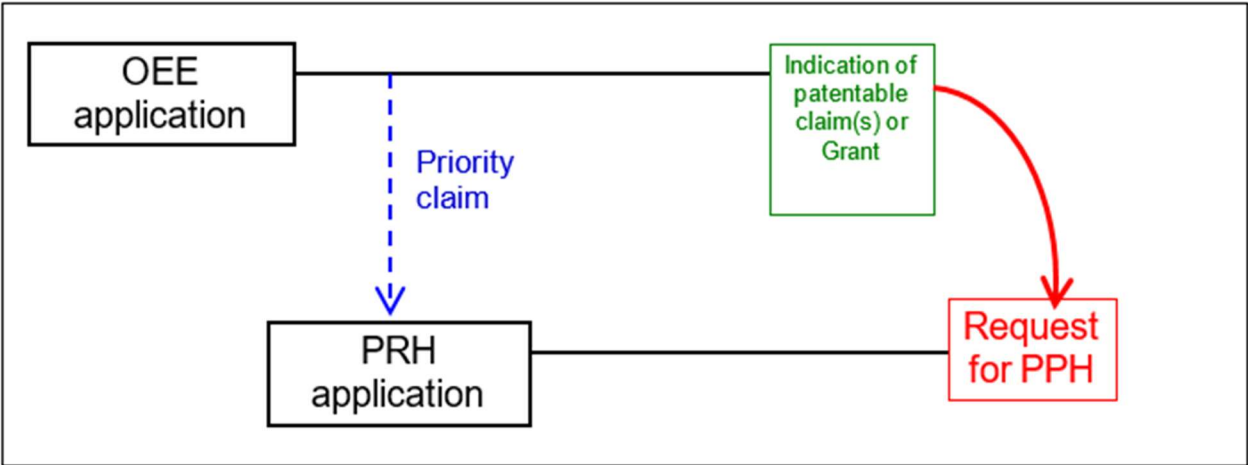 OEE
application
Indication of
patentable
claim(s) or
Grant
Priority
claim
PRH
application
Request
for PPH